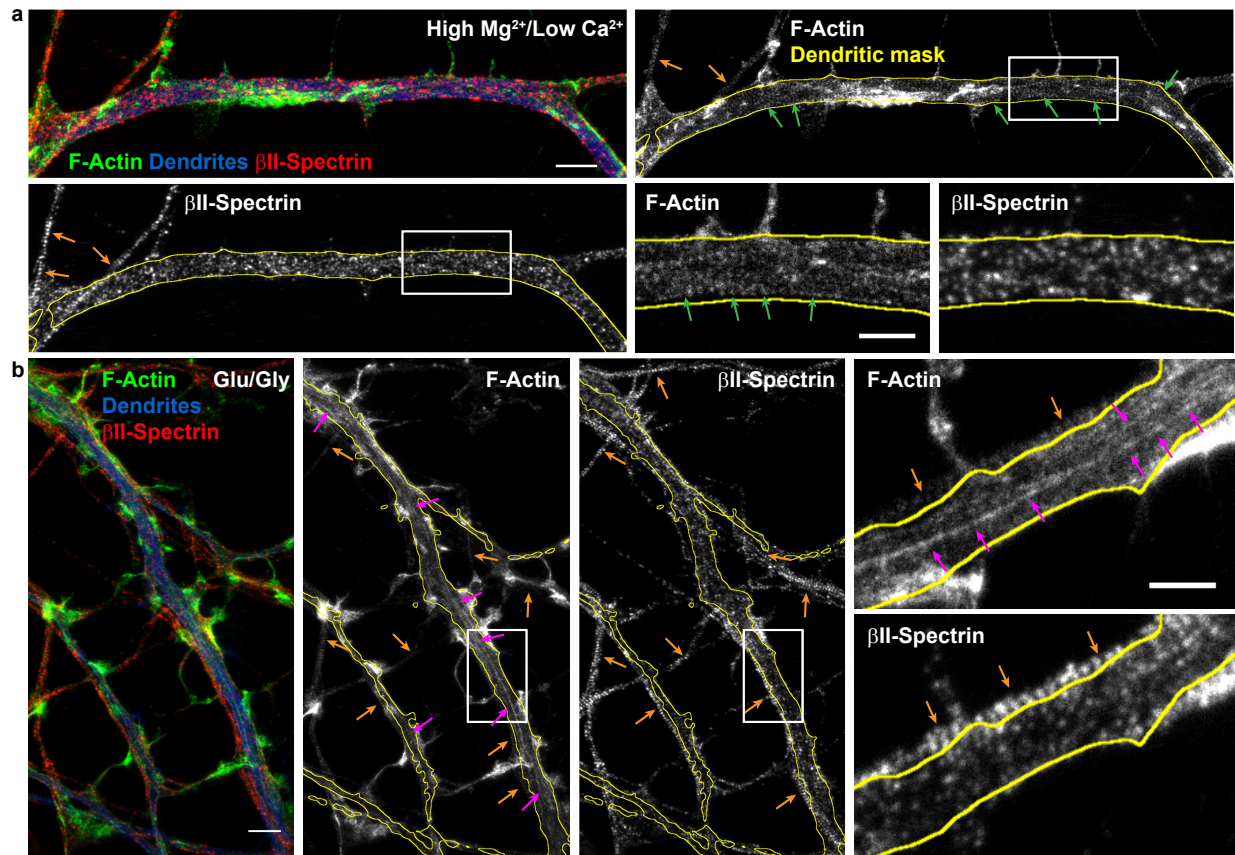 a
High Mg²⁺/Low Ca²⁺
F-Actin Dendrites βII-Spectrin
F-Actin
Dendritic mask
βII-Spectrin
F-Actin
βII-Spectrin
b
F-Actin
Glu/Gly
Dendrites
βII-Spectrin
F-Actin
βII-Spectrin
F-Actin
βII-Spectrin